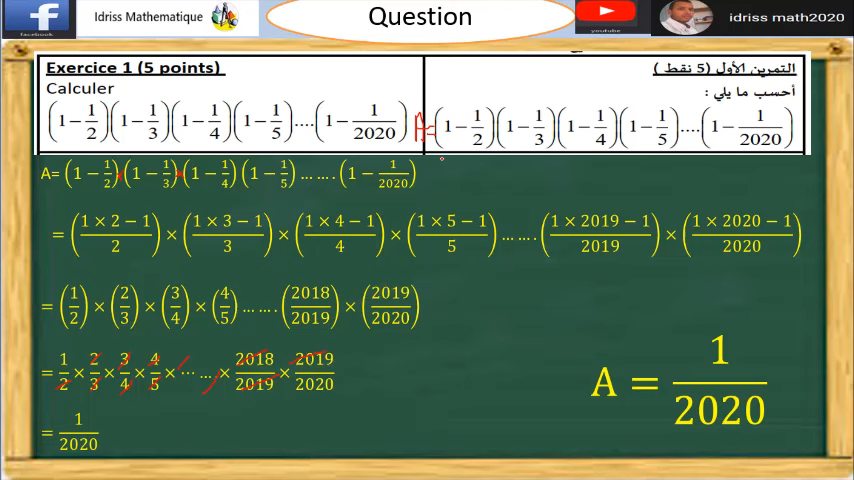 Idriss Mathematique
Question
idriss math2020
facebook
youtube
Exercice 1 (5 points)
Calculer
(1 − 1/2)(1 − 1/3)(1 − 1/4)(1 − 1/5)....(1 − 1/2020)
التمرين الأول (5 نقط)
أحسب ما يلي :
A= (1 − 1/2)(1 − 1/3)(1 − 1/4)(1 − 1/5)....(1 − 1/2020)
A= (1 − 1/2) × (1 − 1/3) × (1 − 1/4) (1 − 1/5) ... ... . (1 − 1/2020)
= ((1 × 2 − 1)/2) × ((1 × 3 − 1)/3) × ((1 × 4 − 1)/4) × ((1 × 5 − 1)/5) ... ... . ((1 × 2019 − 1)/2019) × ((1 × 2020 − 1)/2020)
= (1/2) × (2/3) × (3/4) × (4/5) ... ... . (2018/2019) × (2019/2020)
= 1/2 × 2/3 × 3/4 × 4/5 × ⋯ ... × 2018/2019 × 2019/2020
= 1/2020
A = 1/2020